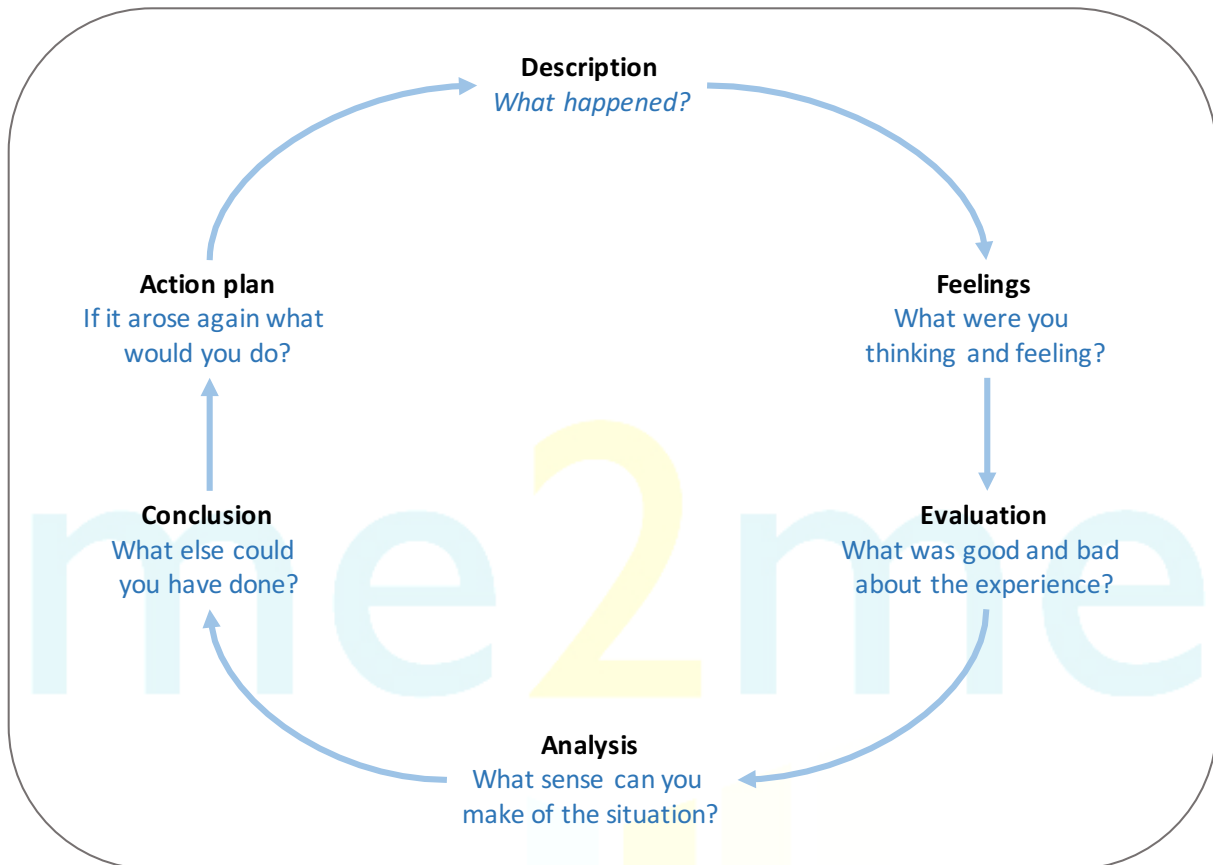 Description
What happened?
Feelings
What were you
thinking and feeling?
Evaluation
What was good and bad
about the experience?
Analysis
What sense can you
make of the situation?
Conclusion
What else could
you have done?
Action plan
If it arose again what
would you do?
me2me